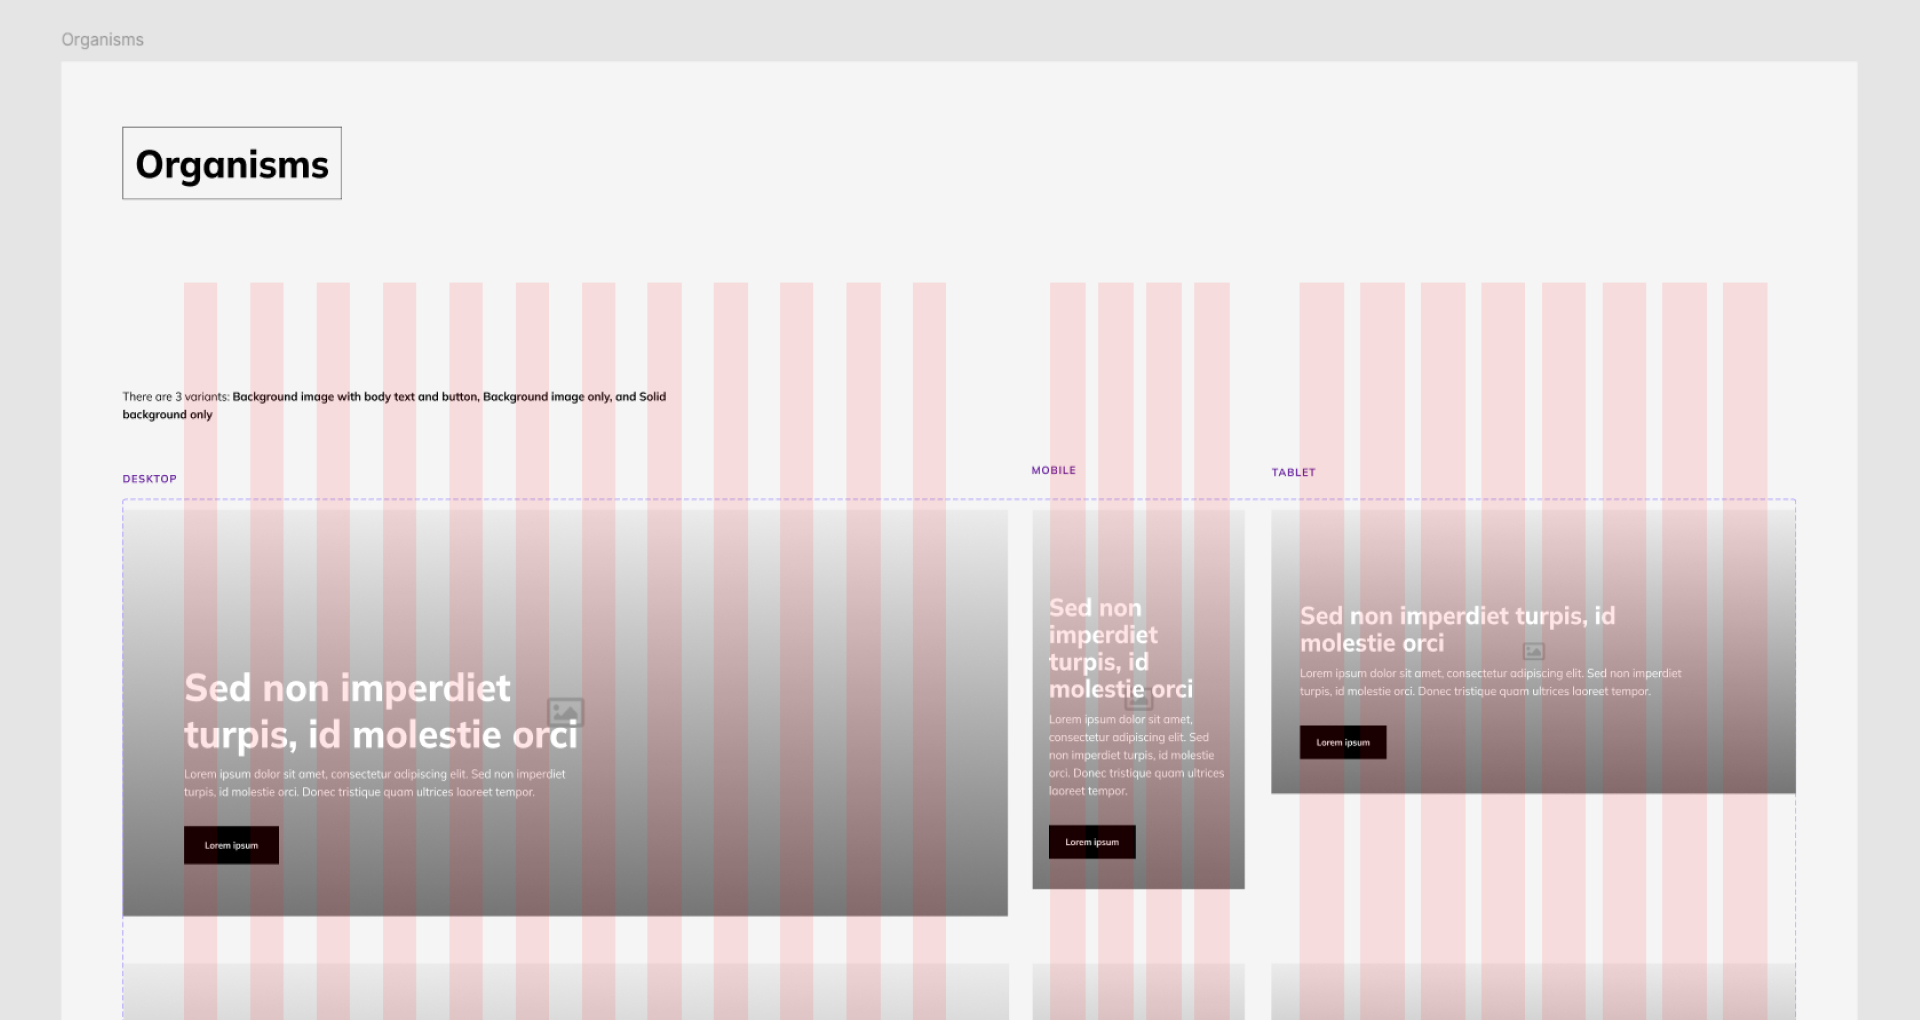 Organisms
Organisms
There are 3 variants: Background image with body text and button, Background image only, and Solid
background only
DESKTOP
MOBILE
TABLET
Sed non imperdiet
turpis, id molestie orci
Lorem ipsum dolor sit amet, consectetur adipiscing elit. Sed non imperdiet
turpis, id molestie orci. Donec tristique quam ultrices laoreet tempor.
Lorem ipsum
Sed non
imperdiet
turpis, id
molestie orci
Lorem ipsum dolor sit amet,
consectetur adipiscing elit. Sed
non imperdiet turpis, id molestie
orci. Donec tristique quam ultrices
laoreet tempor.
Lorem ipsum
Sed non imperdiet turpis, id
molestie orci
Lorem ipsum dolor sit amet, consectetur adipiscing elit. Sed non imperdiet
turpis, id molestie orci. Donec tristique quam ultrices laoreet tempor.
Lorem ipsum